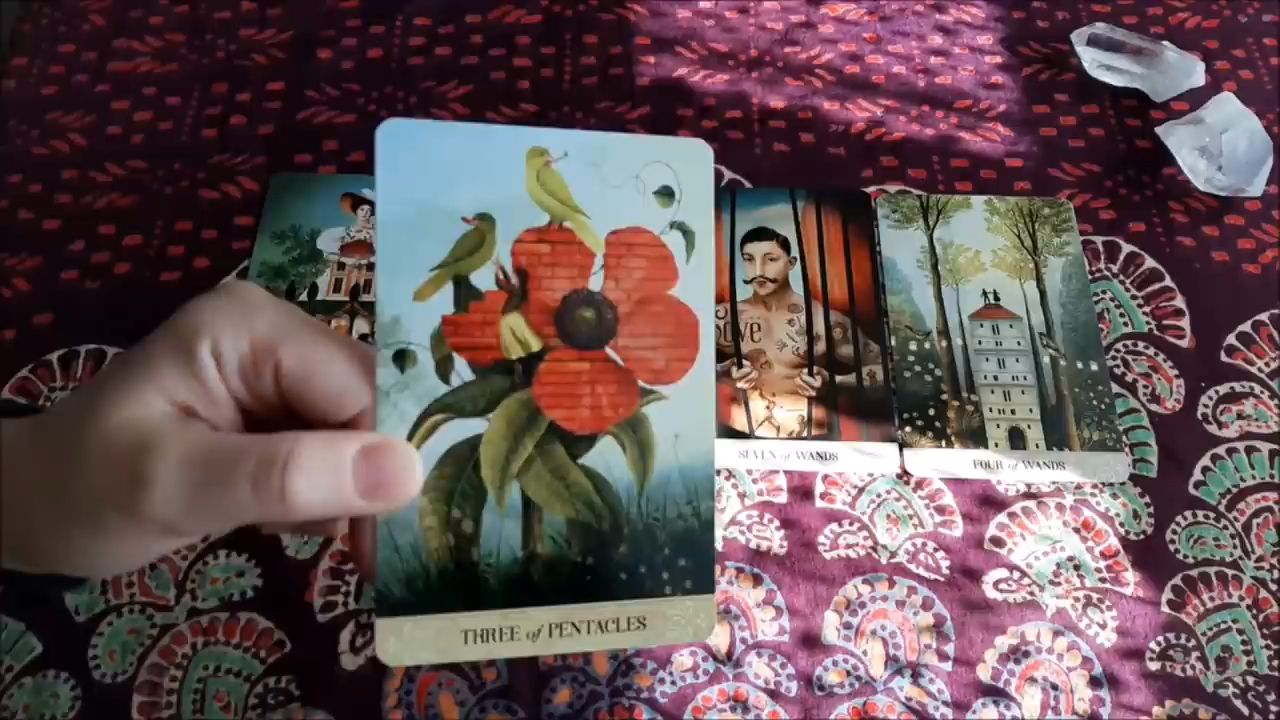 THREE of PENTACLES
SEVEN of WANDS
FOUR of WANDS